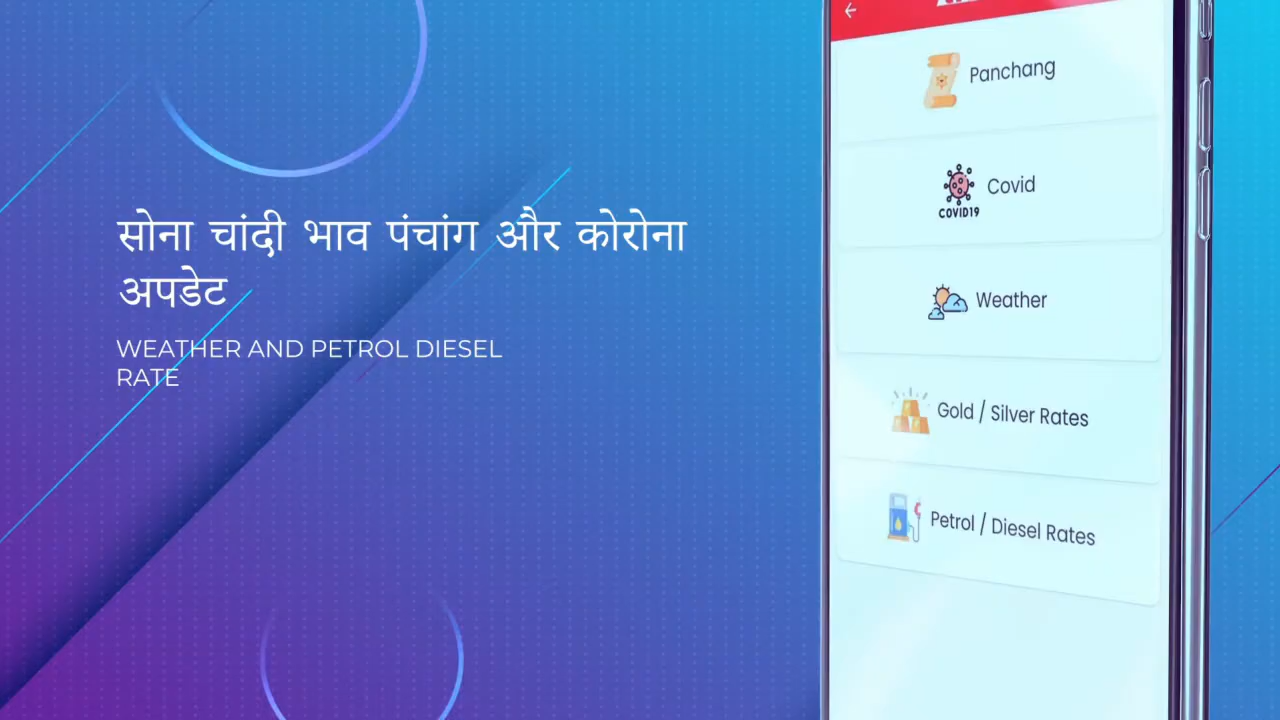 सोना चांदी भाव पंचांग और कोरोना
अपडेट
WEATHER AND PETROL DIESEL
RATE
Panchang
COVID19
Covid
Weather
Gold / Silver Rates
Petrol / Diesel Rates